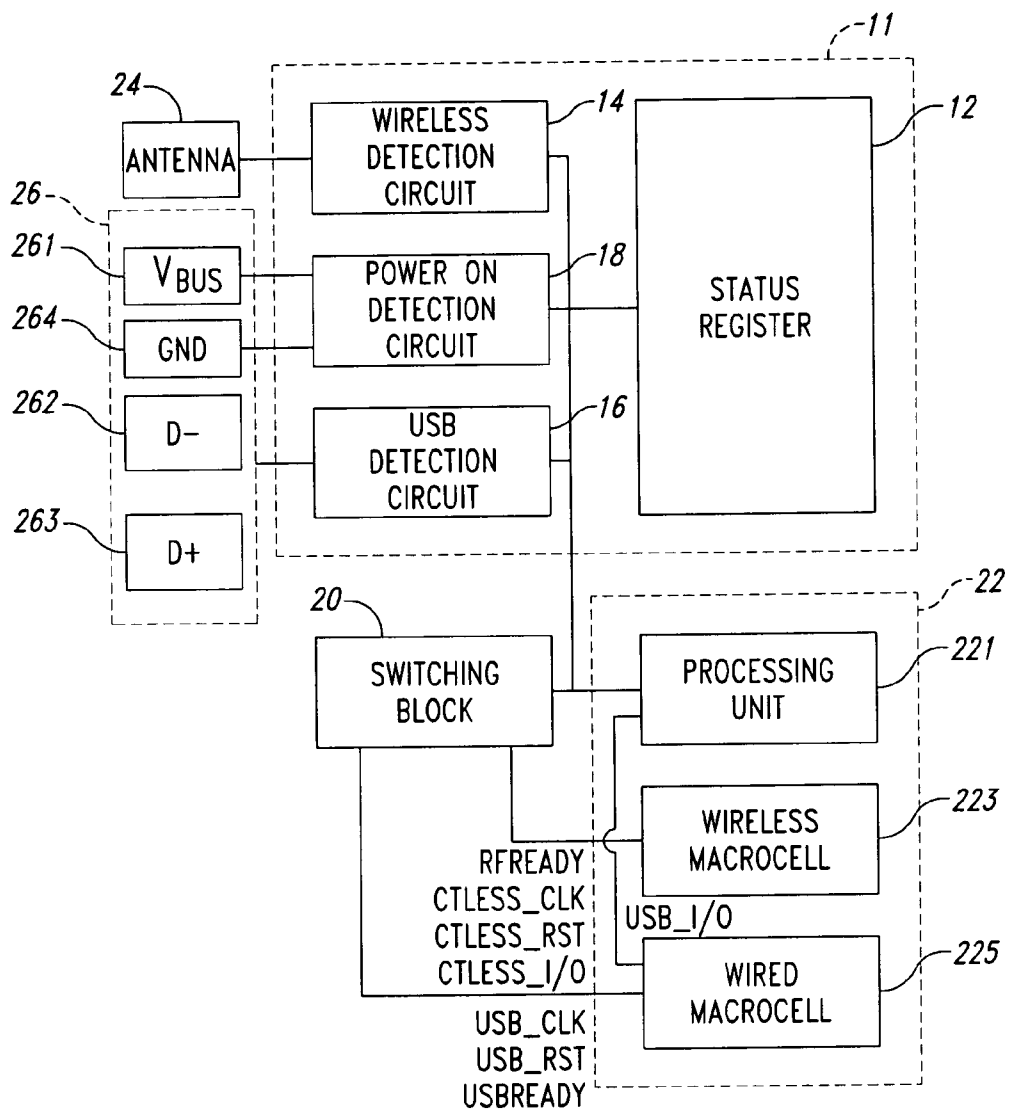 11
24
14
12
WIRELESS
DETECTION
CIRCUIT
ANTENNA
26
261
VBUS
18
POWER ON
DETECTION
CIRCUIT
STATUS
REGISTER
264
GND
262
D-
16
USB
DETECTION
CIRCUIT
263
D+
20
22
SWITCHING
BLOCK
221
PROCESSING
UNIT
223
WIRELESS
MACROCELL
RFREADY
CTLESS_CLK
CTLESS_RST
CTLESS_I/O
USB_I/O
225
WIRED
MACROCELL
USB_CLK
USB_RST
USBREADY